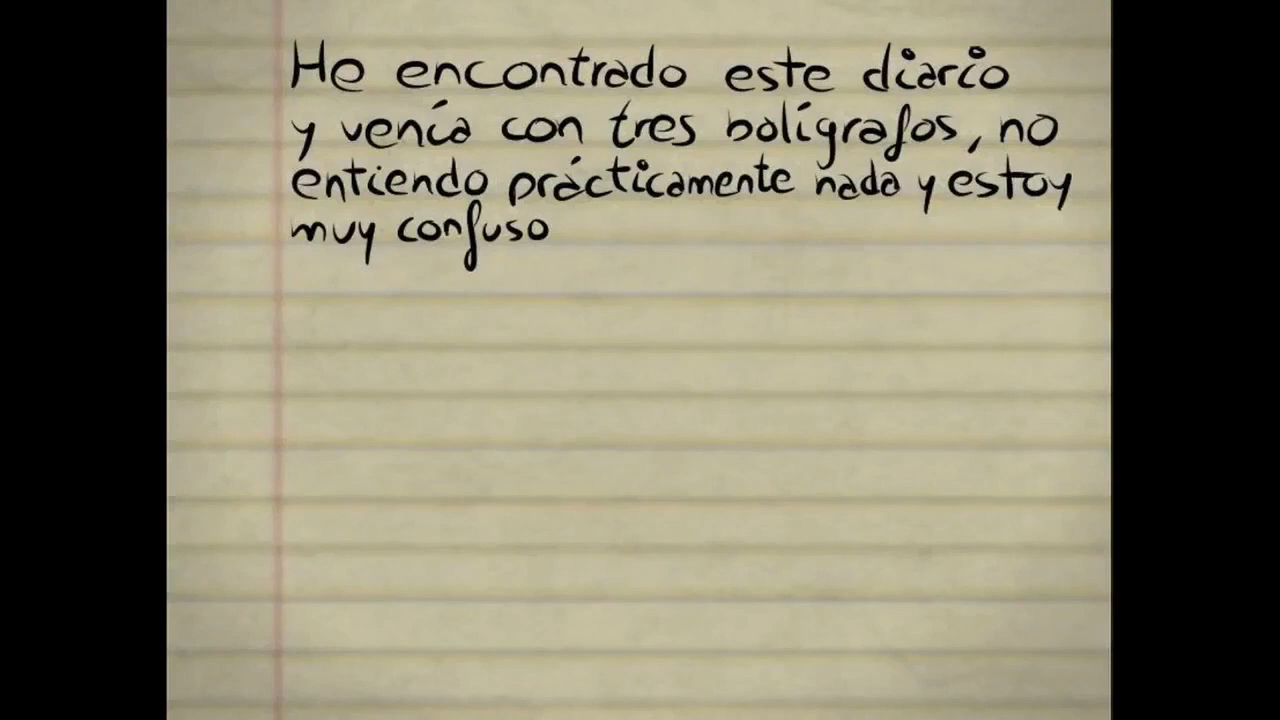 He encontrado este diario
y venía con tres bolígrafos, no
entiendo prácticamente nada y estoy
muy confuso